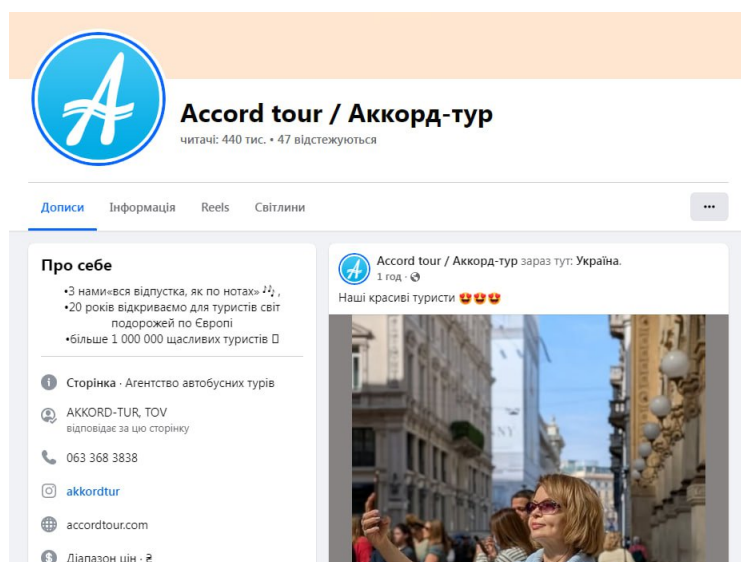 Accord tour / Аккорд-тур
читачі: 440 тис. • 47 відстежуються
Дописи
Інформація
Reels
Світлини
Про себе
•З нами«вся відпустка, як по нотах» 🎶,
•20 років відкриваємо для туристів світ
подорожей по Європі
•більше 1 000 000 щасливих туристів
Сторінка · Агентство автобусних турів
AKKORD-TUR, TOV
відповідає за цю сторінку
063 368 3838
akkordtur
accordtour.com
Діапазон цін · ₴
Accord tour / Аккорд-тур зараз тут: Україна.
1 год ·
Наші красиві туристи 🤩🤩🤩